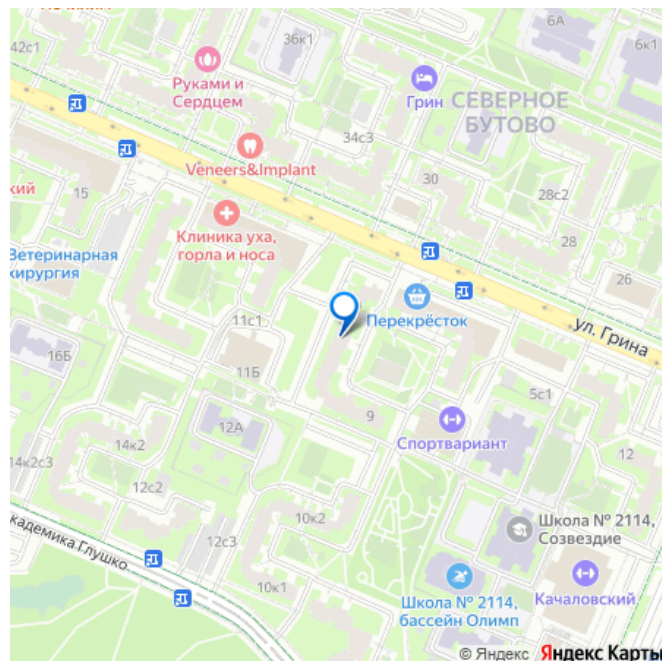 42с1
36к1
6А
6к1
Руками и
Сердцем
Грин
СЕВЕРНОЕ
БУТОВО
34с3
Veneers&Implant
30
28с2
15
кий
Клиника уха,
горла и носа
28
Ветеринарная
хирургия
26
Перекрёсток
11с1
ул. Грина
16Б
11Б
5с1
9
12А
Спортвариант
14к2
12
14к2с3
12с2
10к2
Школа № 2114,
Созвездие
кадемика Глушко
12с3
10к1
Школа № 2114,
бассейн Олимп
Качаловский
© Яндекс Яндекс Карты